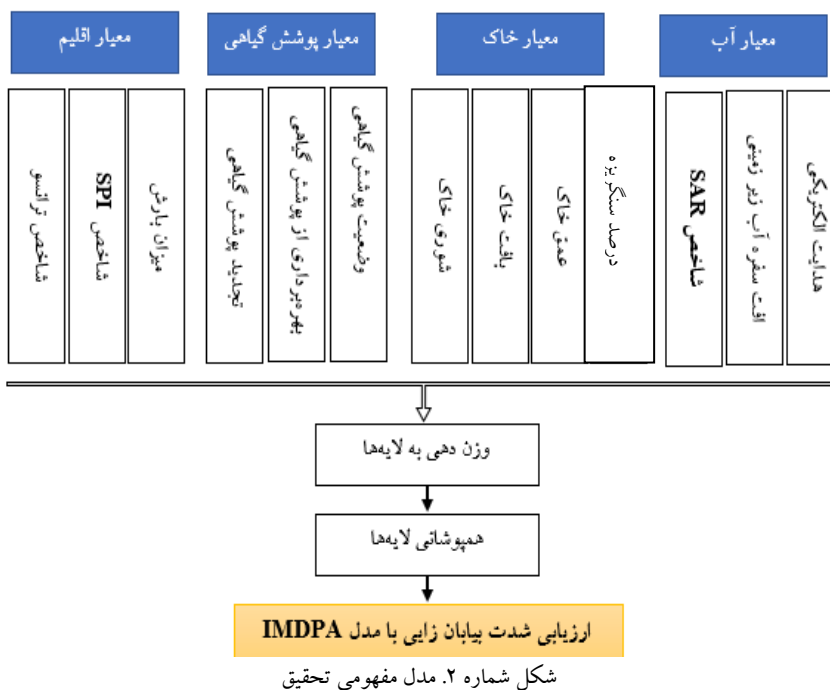 معیار آب
معیار خاک
معیار پوشش گیاهی
معیار اقلیم
هدایت الکتریکی
افت سفره آب زیر زمینی
شاخص SAR
درصد سنگریزه
عمق خاک
بافت خاک
شوری خاک
وضعیت پوشش گیاهی
بهره‌برداری از پوشش گیاهی
تجدید پوشش گیاهی
میزان بارش
شاخص SPI
شاخص ترانسو
وزن دهی به لایه‌ها
همپوشانی لایه‌ها
ارزیابی شدت بیابان زایی با مدل IMDPA
شکل شماره ۲. مدل مفهومی تحقیق